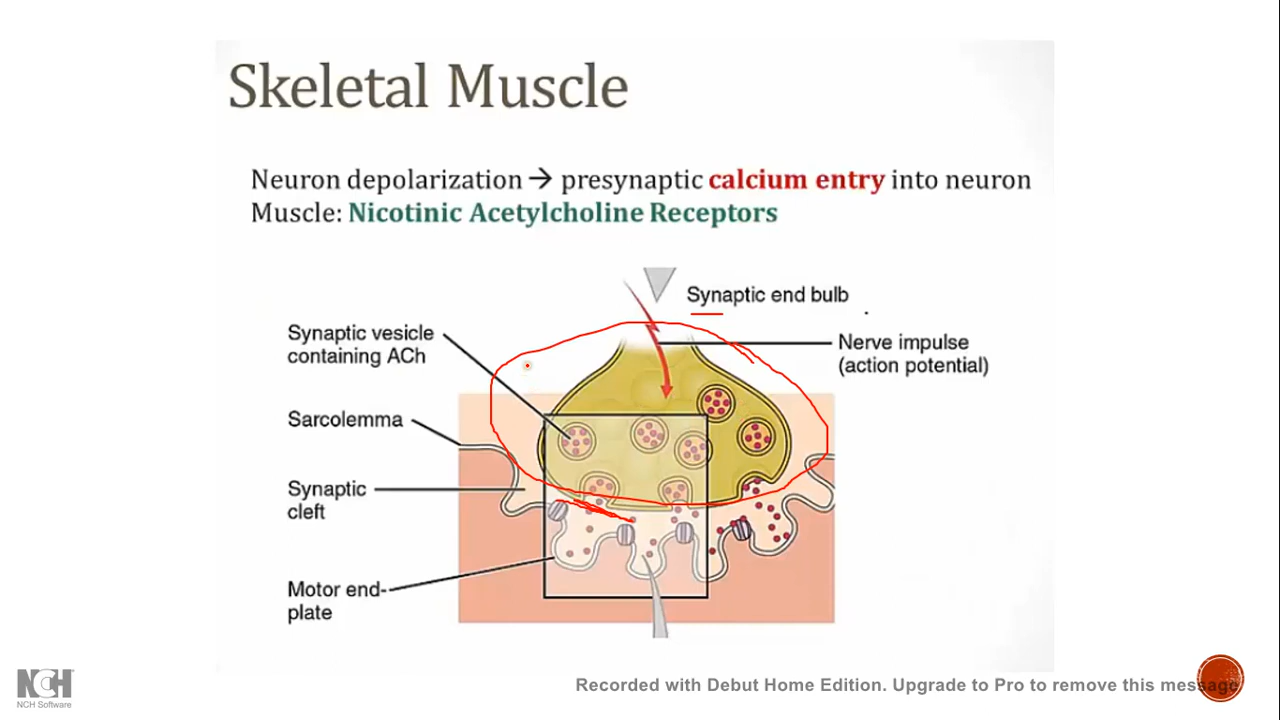 Skeletal Muscle
Neuron depolarization → presynaptic calcium entry into neuron
Muscle: Nicotinic Acetylcholine Receptors
Synaptic end bulb
Synaptic vesicle
containing ACh
Nerve impulse
(action potential)
Sarcolemma
Synaptic
cleft
Motor end-
plate
NCH
NCH Software
Recorded with Debut Home Edition. Upgrade to Pro to remove this message